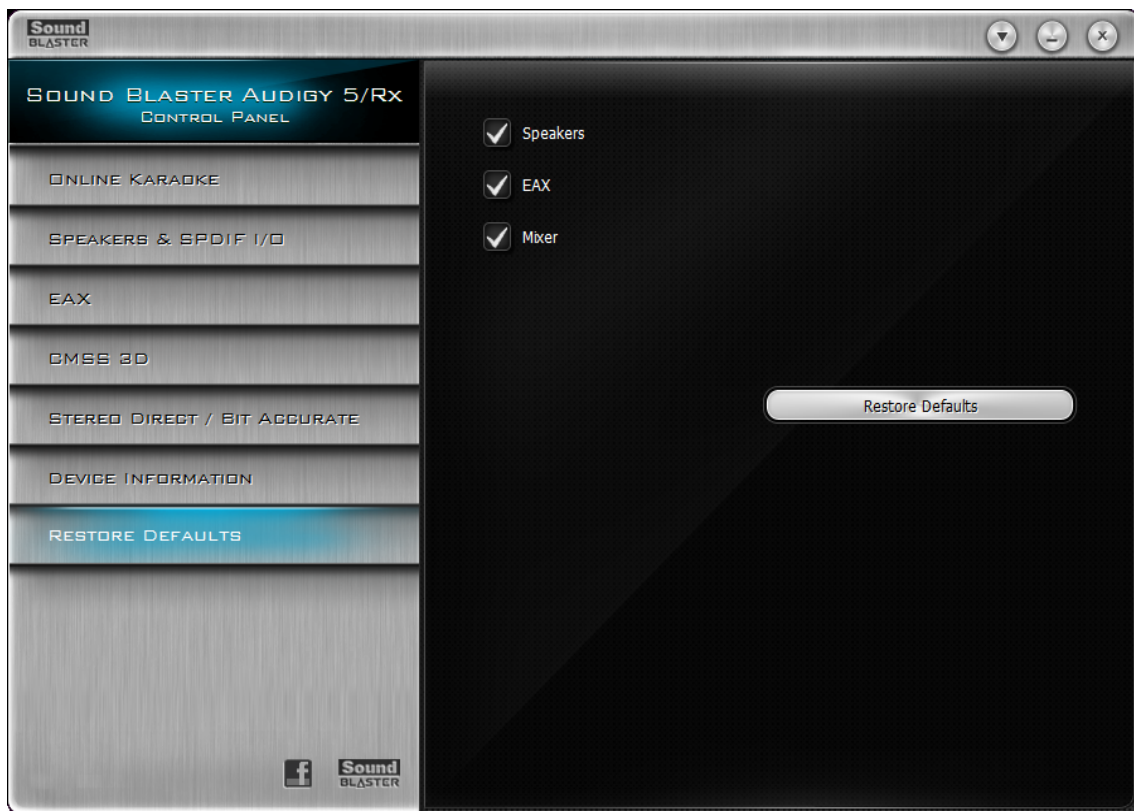 Sound
BLASTER
Sound Blaster Audigy 5/Rx
Control Panel
Online Karaoke
Speakers & SPDIF I/O
EAX
CMSS 3D
Stereo Direct / Bit Accurate
Device Information
Restore Defaults
Speakers
EAX
Mixer
Restore Defaults
f
Sound
BLASTER